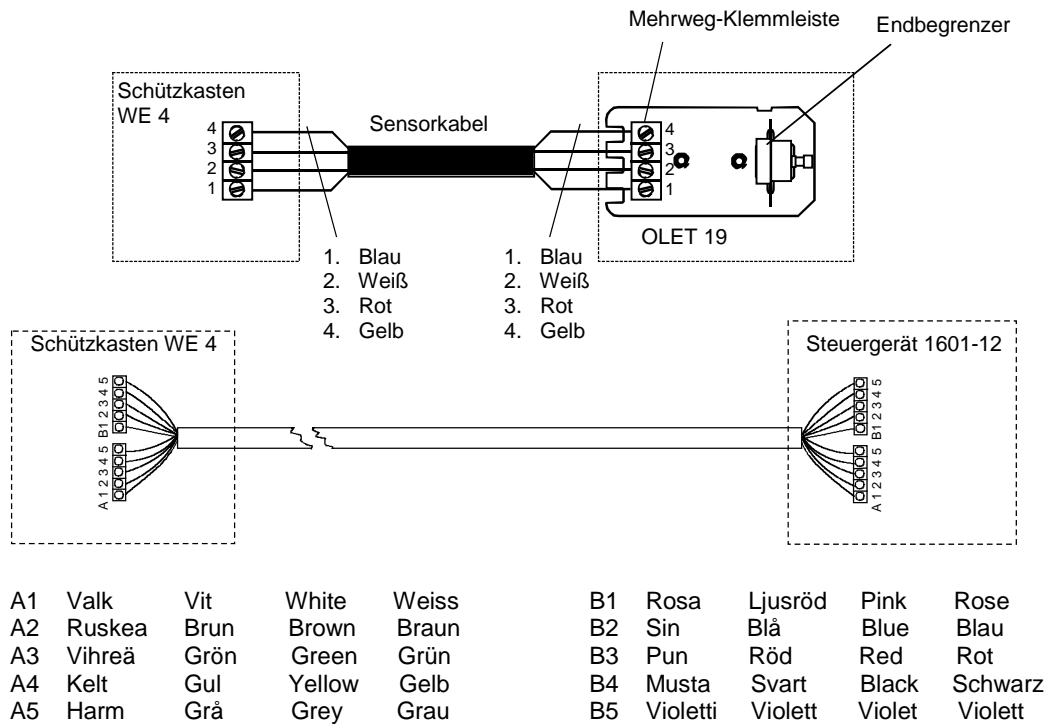 Mehrweg-Klemmleiste
Endbegrenzer
Schützkasten
WE 4
Sensorkabel
4
3
2
1
4
3
2
1
OLET 19
1. Blau
2. Weiß
3. Rot
4. Gelb
1. Blau
2. Weiß
3. Rot
4. Gelb
Schützkasten WE 4
Steuergerät 1601-12
B1 2 3 4 5
A 1 2 3 4 5
B1 2 3 4 5
A 1 2 3 4 5
A1 Valk Vit White Weiss
A2 Ruskea Brun Brown Braun
A3 Vihreä Grön Green Grün
A4 Kelt Gul Yellow Gelb
A5 Harm Grå Grey Grau
B1 Rosa Ljusröd Pink Rose
B2 Sin Blå Blue Blau
B3 Pun Röd Red Rot
B4 Musta Svart Black Schwarz
B5 Violetti Violett Violet Violett